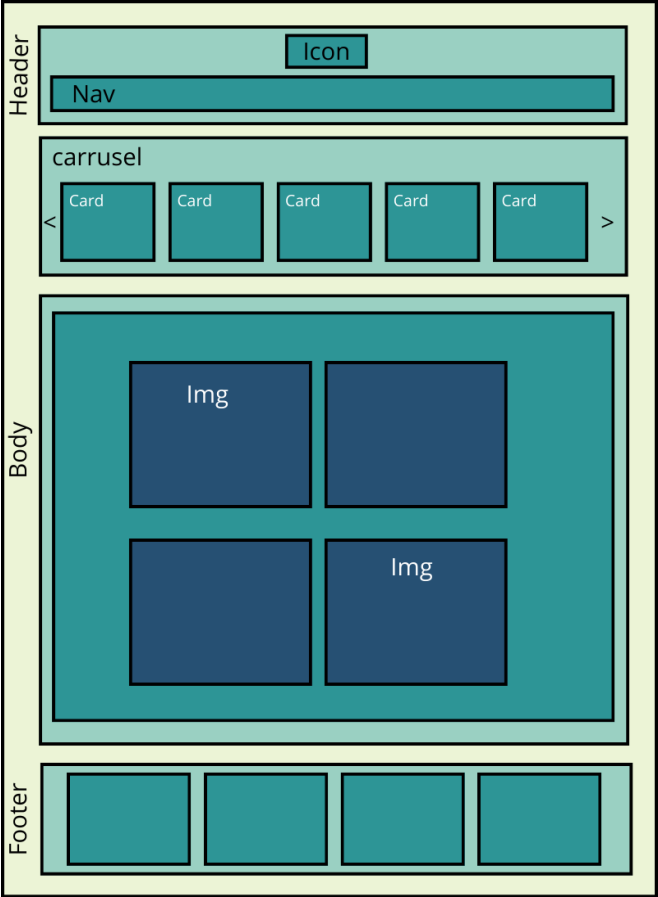 Header
Icon
Nav
carrusel
< Card Card Card Card Card >
Body
Img
Img
Footer